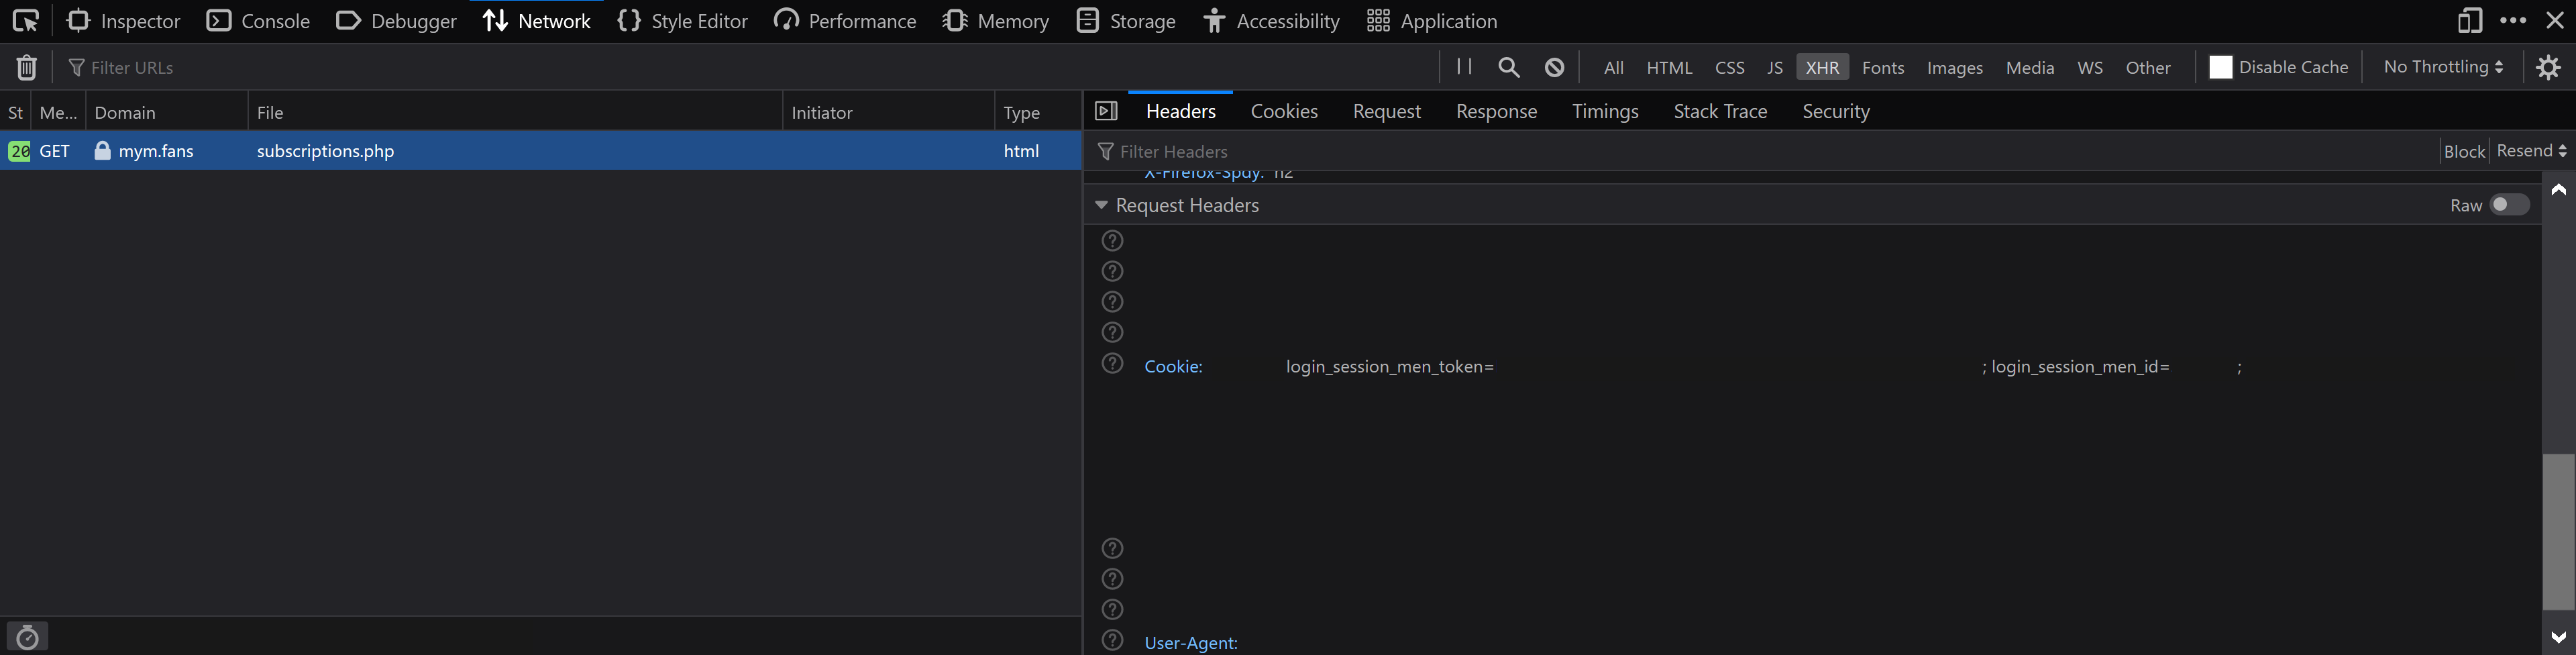 Inspector Console Debugger Network Style Editor Performance Memory Storage Accessibility Application
Filter URLs All HTML CSS JS XHR Fonts Images Media WS Other Disable Cache No Throttling
St Me... Domain File Initiator Type
20 GET mym.fans subscriptions.php html
Headers Cookies Request Response Timings Stack Trace Security
Filter Headers Block Resend
X-Firefox-Spdy: h2
Request Headers Raw
Cookie: login_session_men_token= ; login_session_men_id= ;
User-Agent: